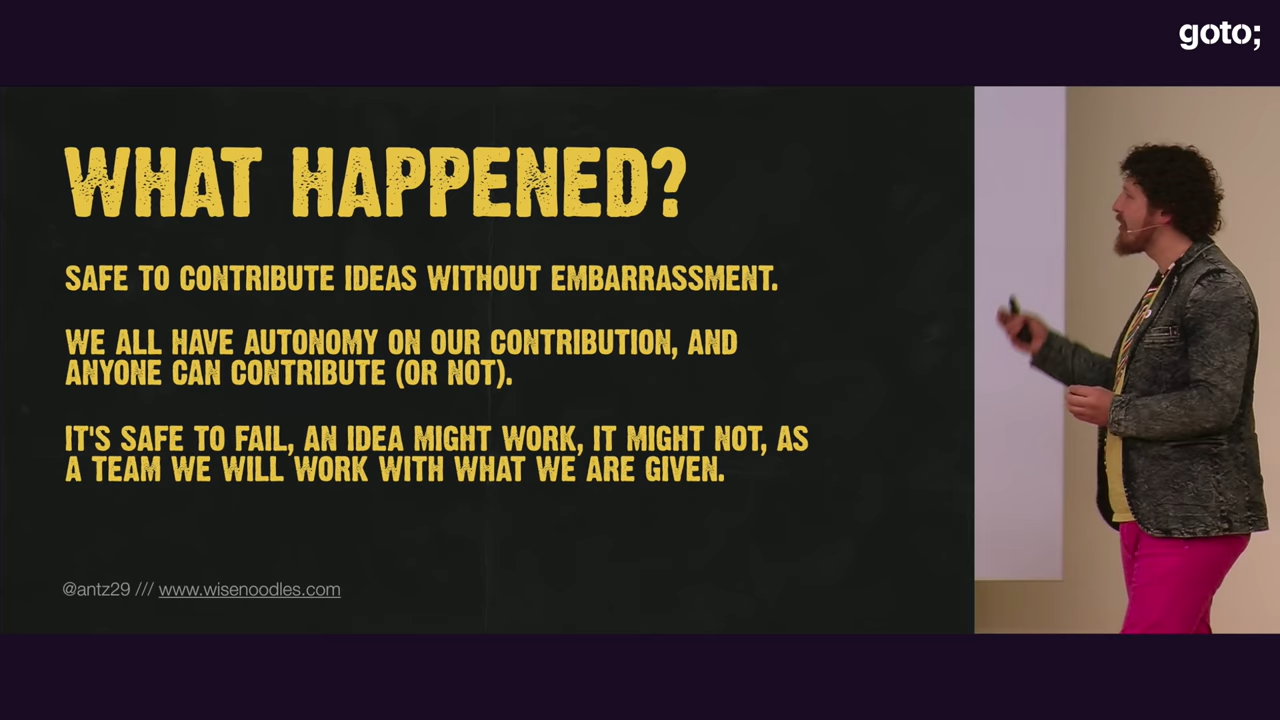 goto;
WHAT HAPPENED?
SAFE TO CONTRIBUTE IDEAS WITHOUT EMBARRASSMENT.
WE ALL HAVE AUTONOMY ON OUR CONTRIBUTION, AND
ANYONE CAN CONTRIBUTE (OR NOT).
IT'S SAFE TO FAIL, AN IDEA MIGHT WORK, IT MIGHT NOT, AS
A TEAM WE WILL WORK WITH WHAT WE ARE GIVEN.
@antz29 /// www.wisenoodles.com